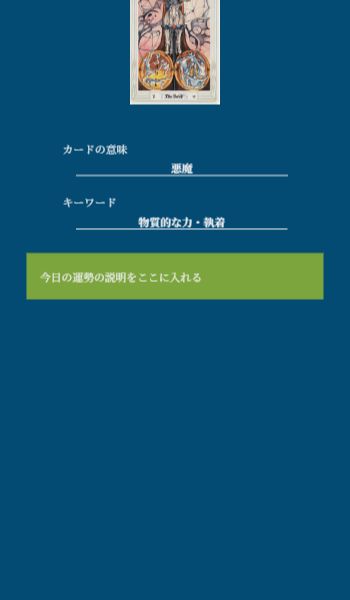 The Devil
カードの意味
悪魔
キーワード
物質的な力・執着
今日の運勢の説明をここに入れる